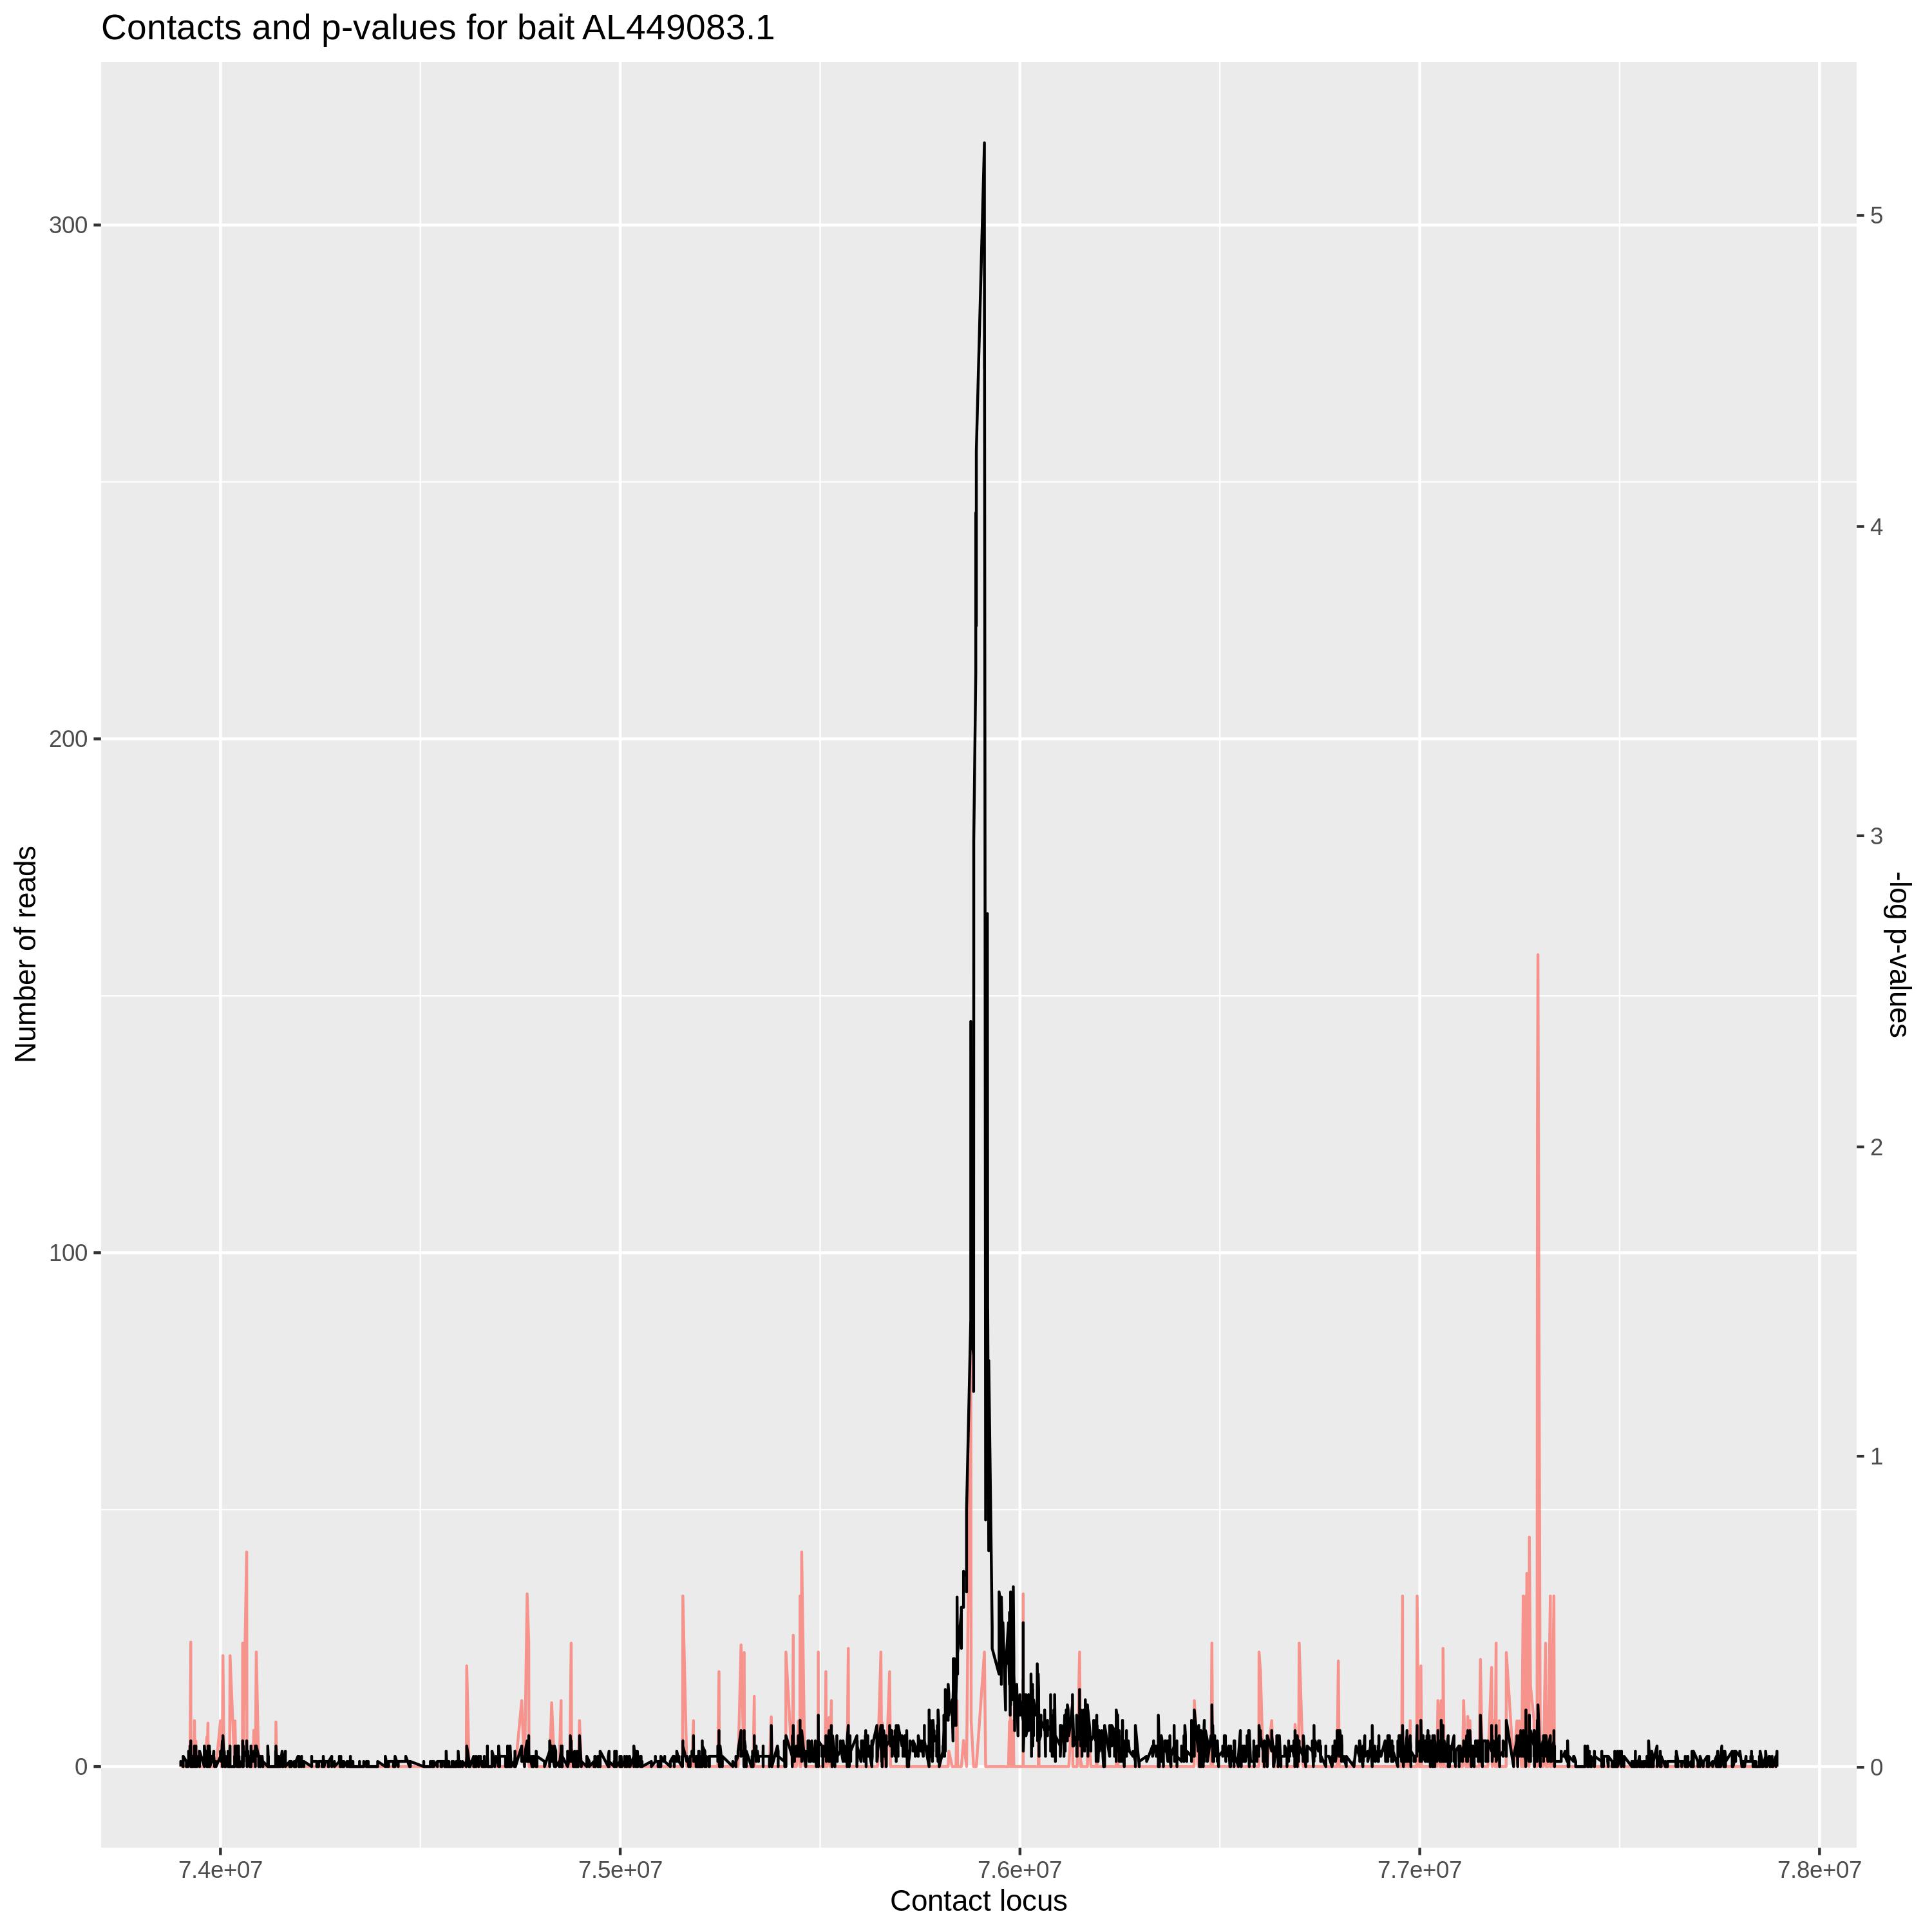 Contacts and p-values for bait AL449083.1
300
200
100
0
Number of reads
5
4
3
2
1
0
-log p-values
7.4e+07
7.5e+07
7.6e+07
7.7e+07
7.8e+07
Contact locus